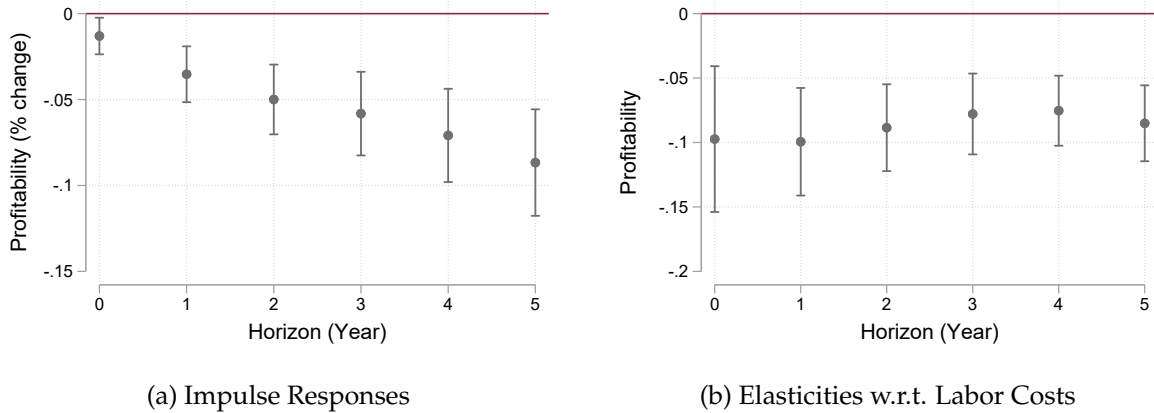 0
-.05
-.1
-.15
Profitability (% change)
0 1 2 3 4 5
Horizon (Year)
(a) Impulse Responses
0
-.05
-.1
-.15
-.2
Profitability
0 1 2 3 4 5
Horizon (Year)
(b) Elasticities w.r.t. Labor Costs